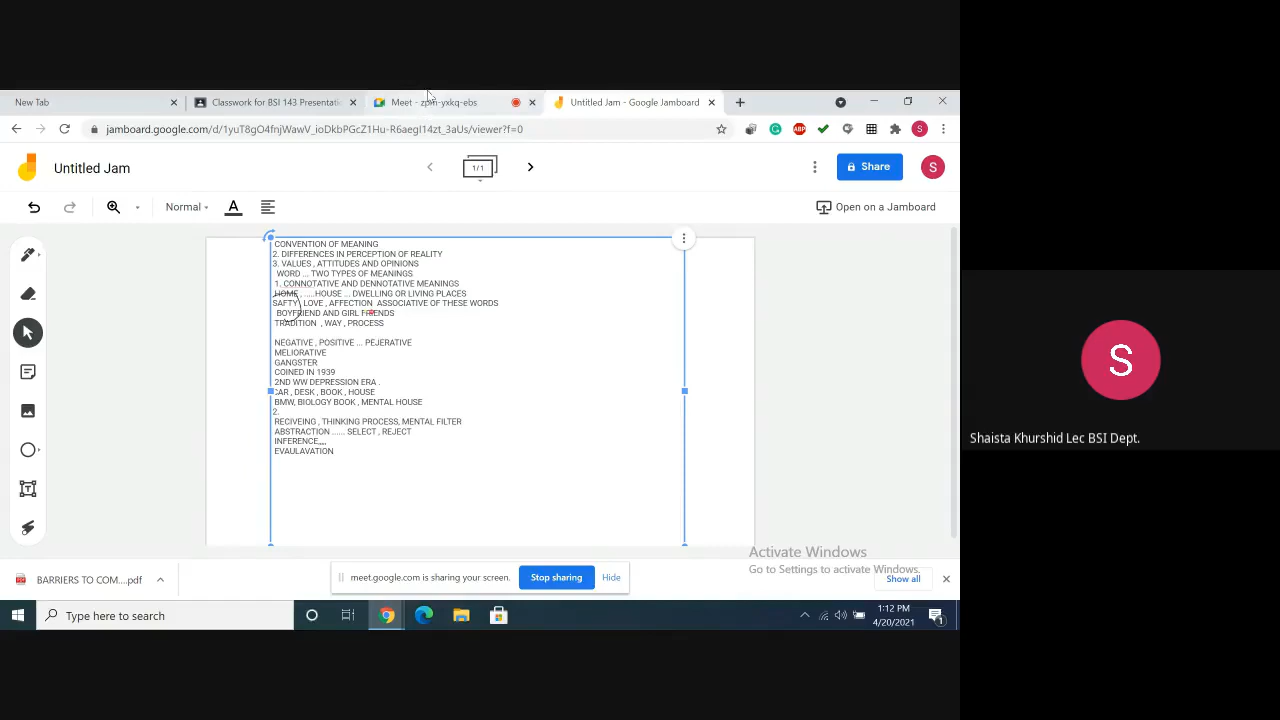 New Tab
Classwork for BSI 143 Presentati
Meet - zpm-yxkq-ebs
Untitled Jam - Google Jamboard
jamboard.google.com/d/1yuT8gO4fnjWawV_ioDkbPGcZ1Hu-R6aegI14zt_3aUs/viewer?f=0
ABP
S
Untitled Jam
1/1
Share
S
Normal
A
Open on a Jamboard
CONVENTION OF MEANING
2. DIFFERENCES IN PERCEPTION OF REALITY
3. VALUES , ATTITUDES AND OPINIONS
WORD ... TWO TYPES OF MEANINGS
1. CONNOTATIVE AND DENNOTATIVE MEANINGS
HOME , .....HOUSE ... DWELLING OR LIVING PLACES
SAFTY LOVE , AFFECTION ASSOCIATIVE OF THESE WORDS
BOYFRIEND AND GIRL FRIENDS
TRADITION , WAY , PROCESS
NEGATIVE , POSITIVE ... PEJERATIVE
MELIORATIVE
GANGSTER
COINED IN 1939
2ND WW DEPRESSION ERA .
CAR , DESK , BOOK , HOUSE
BMW, BIOLOGY BOOK , MENTAL HOUSE
2.
RECIVEING , THINKING PROCESS, MENTAL FILTER
ABSTRACTION ...... SELECT , REJECT
INFERENCE,,,,
EVAULAVATION
S
Shaista Khurshid Lec BSI Dept.
Activate Windows
Go to Settings to activate Windows.
BARRIERS TO COM....pdf
meet.google.com is sharing your screen.
Stop sharing
Hide
Show all
Type here to search
1:12 PM
4/20/2021
1